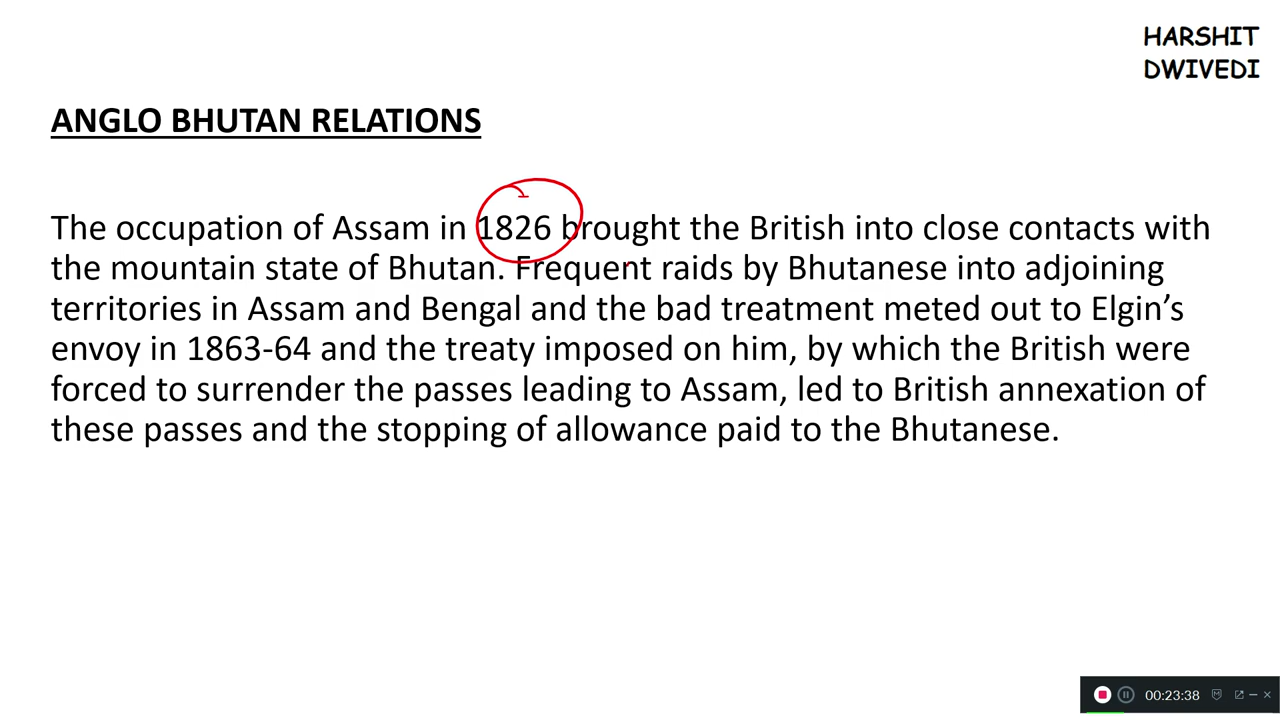 HARSHIT
DWIVEDI
ANGLO BHUTAN RELATIONS
The occupation of Assam in 1826 brought the British into close contacts with
the mountain state of Bhutan. Frequent raids by Bhutanese into adjoining
territories in Assam and Bengal and the bad treatment meted out to Elgin’s
envoy in 1863-64 and the treaty imposed on him, by which the British were
forced to surrender the passes leading to Assam, led to British annexation of
these passes and the stopping of allowance paid to the Bhutanese.
00:23:38